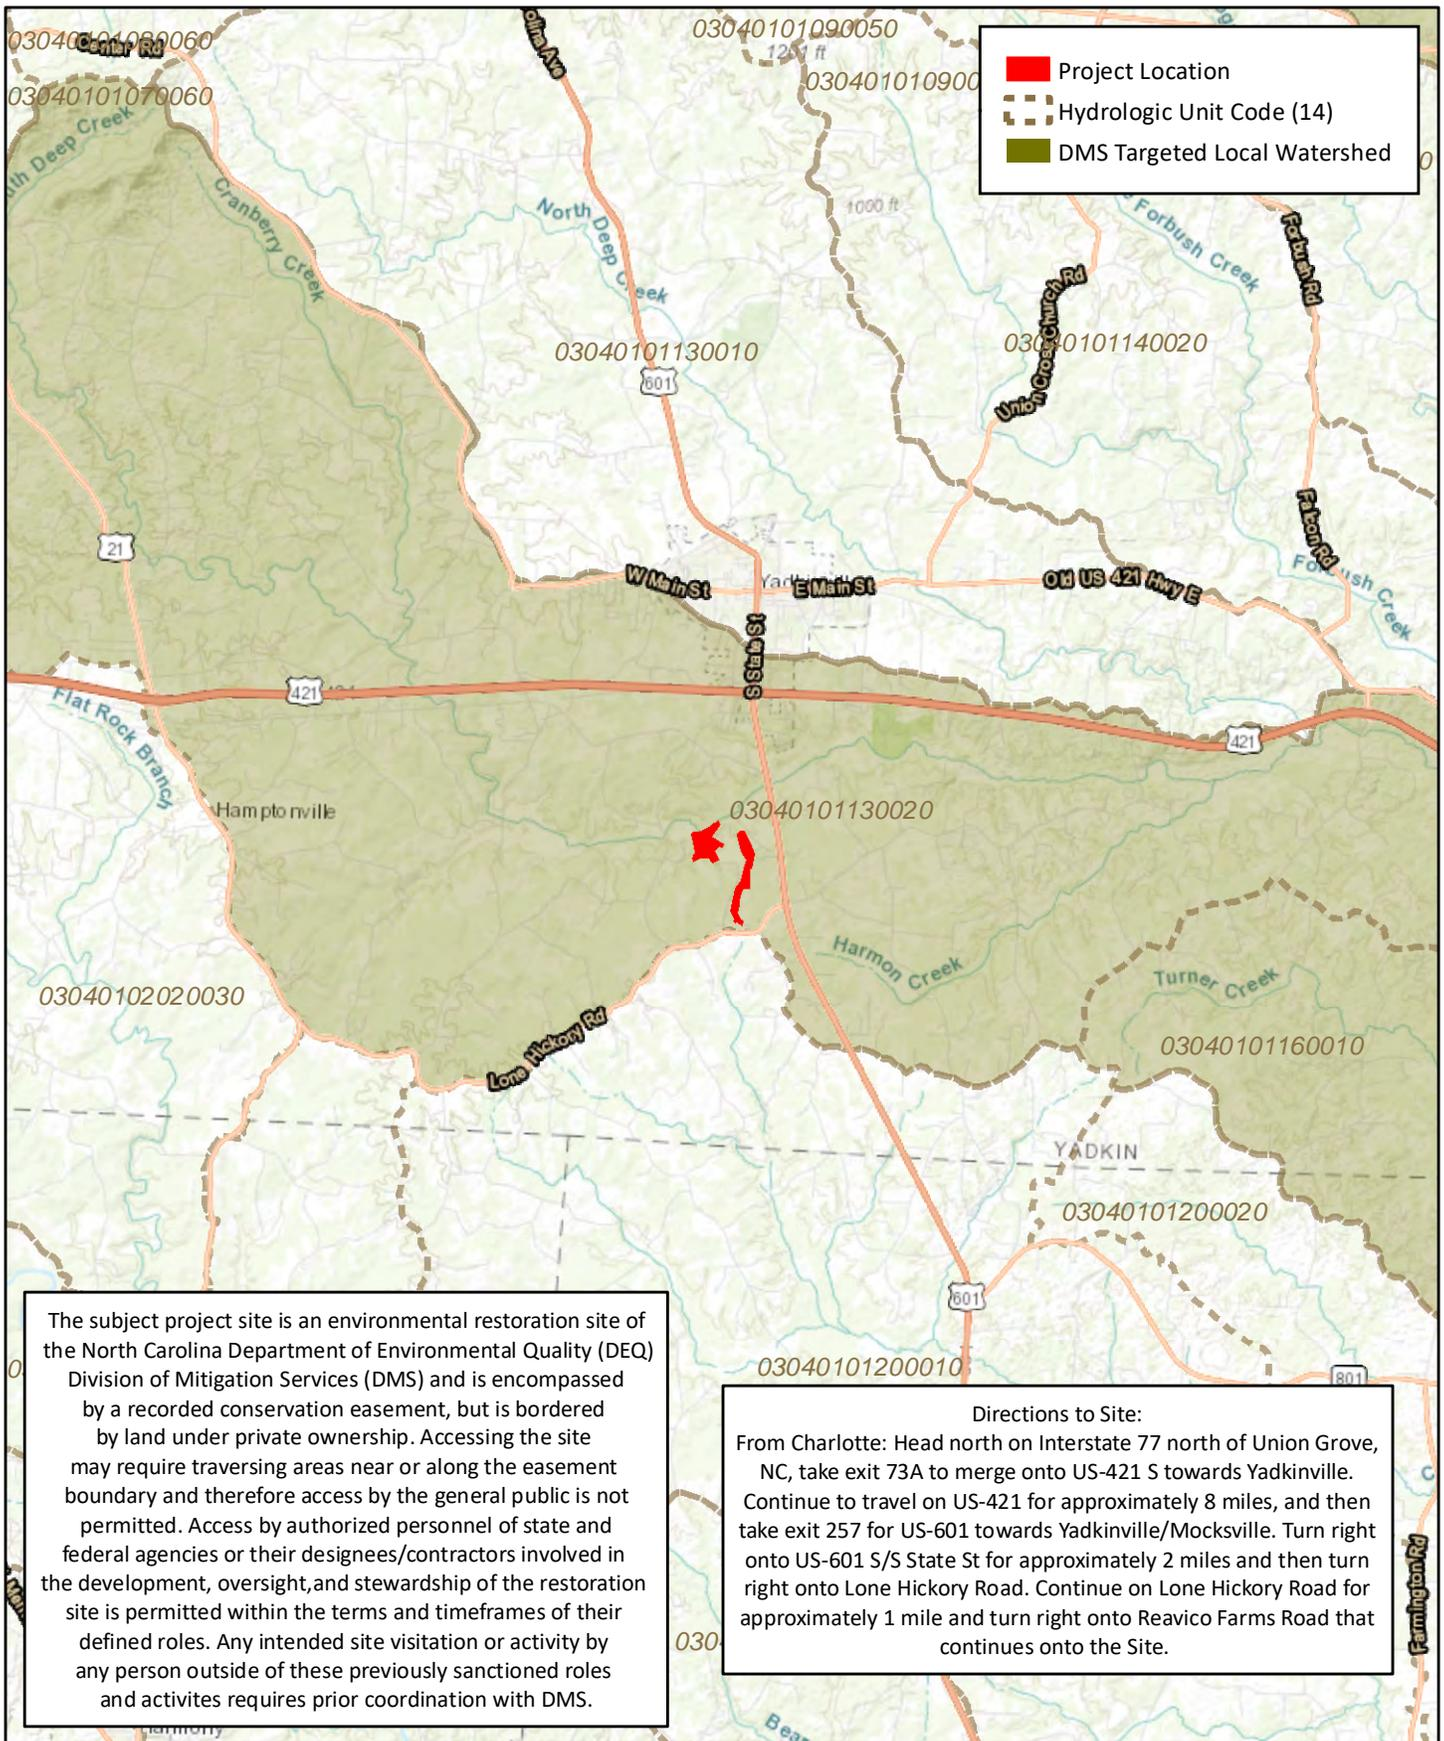 03040101080060
Center Rd
03040101090050
1201 ft
03040101070060
Project Location
Hydrologic Unit Code (14)
DMS Targeted Local Watershed
North Deep Creek
Cranberry Creek
1000 ft
Forbush Creek
Forbush Rd
Union Cross Church Rd
03040101130010
03040101140020
601
21
Falcon Rd
Forbush Creek
W Main St
E Main St
Old US 421 Hwy E
S State St
421
421
Flat Rock Branch
Hamptonville
03040101130020
Harmon Creek
Turner Creek
03040102020030
03040101160010
Lone Hickory Rd
YADKIN
03040101200020
601
03040101200010
801
The subject project site is an environmental restoration site of
the North Carolina Department of Environmental Quality (DEQ)
Division of Mitigation Services (DMS) and is encompassed
by a recorded conservation easement, but is bordered
by land under private ownership. Accessing the site
may require traversing areas near or along the easement
boundary and therefore access by the general public is not
permitted. Access by authorized personnel of state and
federal agencies or their designees/contractors involved in
the development, oversight,and stewardship of the restoration
site is permitted within the terms and timeframes of their
defined roles. Any intended site visitation or activity by
any person outside of these previously sanctioned roles
and activites requires prior coordination with DMS.
Directions to Site:
From Charlotte: Head north on Interstate 77 north of Union Grove,
NC, take exit 73A to merge onto US-421 S towards Yadkinville.
Continue to travel on US-421 for approximately 8 miles, and then
take exit 257 for US-601 towards Yadkinville/Mocksville. Turn right
onto US-601 S/S State St for approximately 2 miles and then turn
right onto Lone Hickory Road. Continue on Lone Hickory Road for
approximately 1 mile and turn right onto Reavico Farms Road that
continues onto the Site.
Farmington Rd